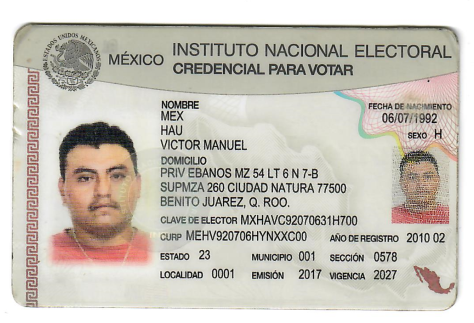 ESTADOS UNIDOS MEXICANOS
MÉXICO INSTITUTO NACIONAL ELECTORAL
CREDENCIAL PARA VOTAR
NOMBRE
MEX
HAU
VICTOR MANUEL
FECHA DE NACIMIENTO
06/07/1992
SEXO H
DOMICILIO
PRIV EBANOS MZ 54 LT 6 N 7-B
SUPMZA 260 CIUDAD NATURA 77500
BENITO JUAREZ, Q. ROO.
CLAVE DE ELECTOR MXHAVC92070631H700
CURP MEHV920706HYNXXC00 AÑO DE REGISTRO 2010 02
ESTADO 23 MUNICIPIO 001 SECCIÓN 0578
LOCALIDAD 0001 EMISIÓN 2017 VIGENCIA 2027